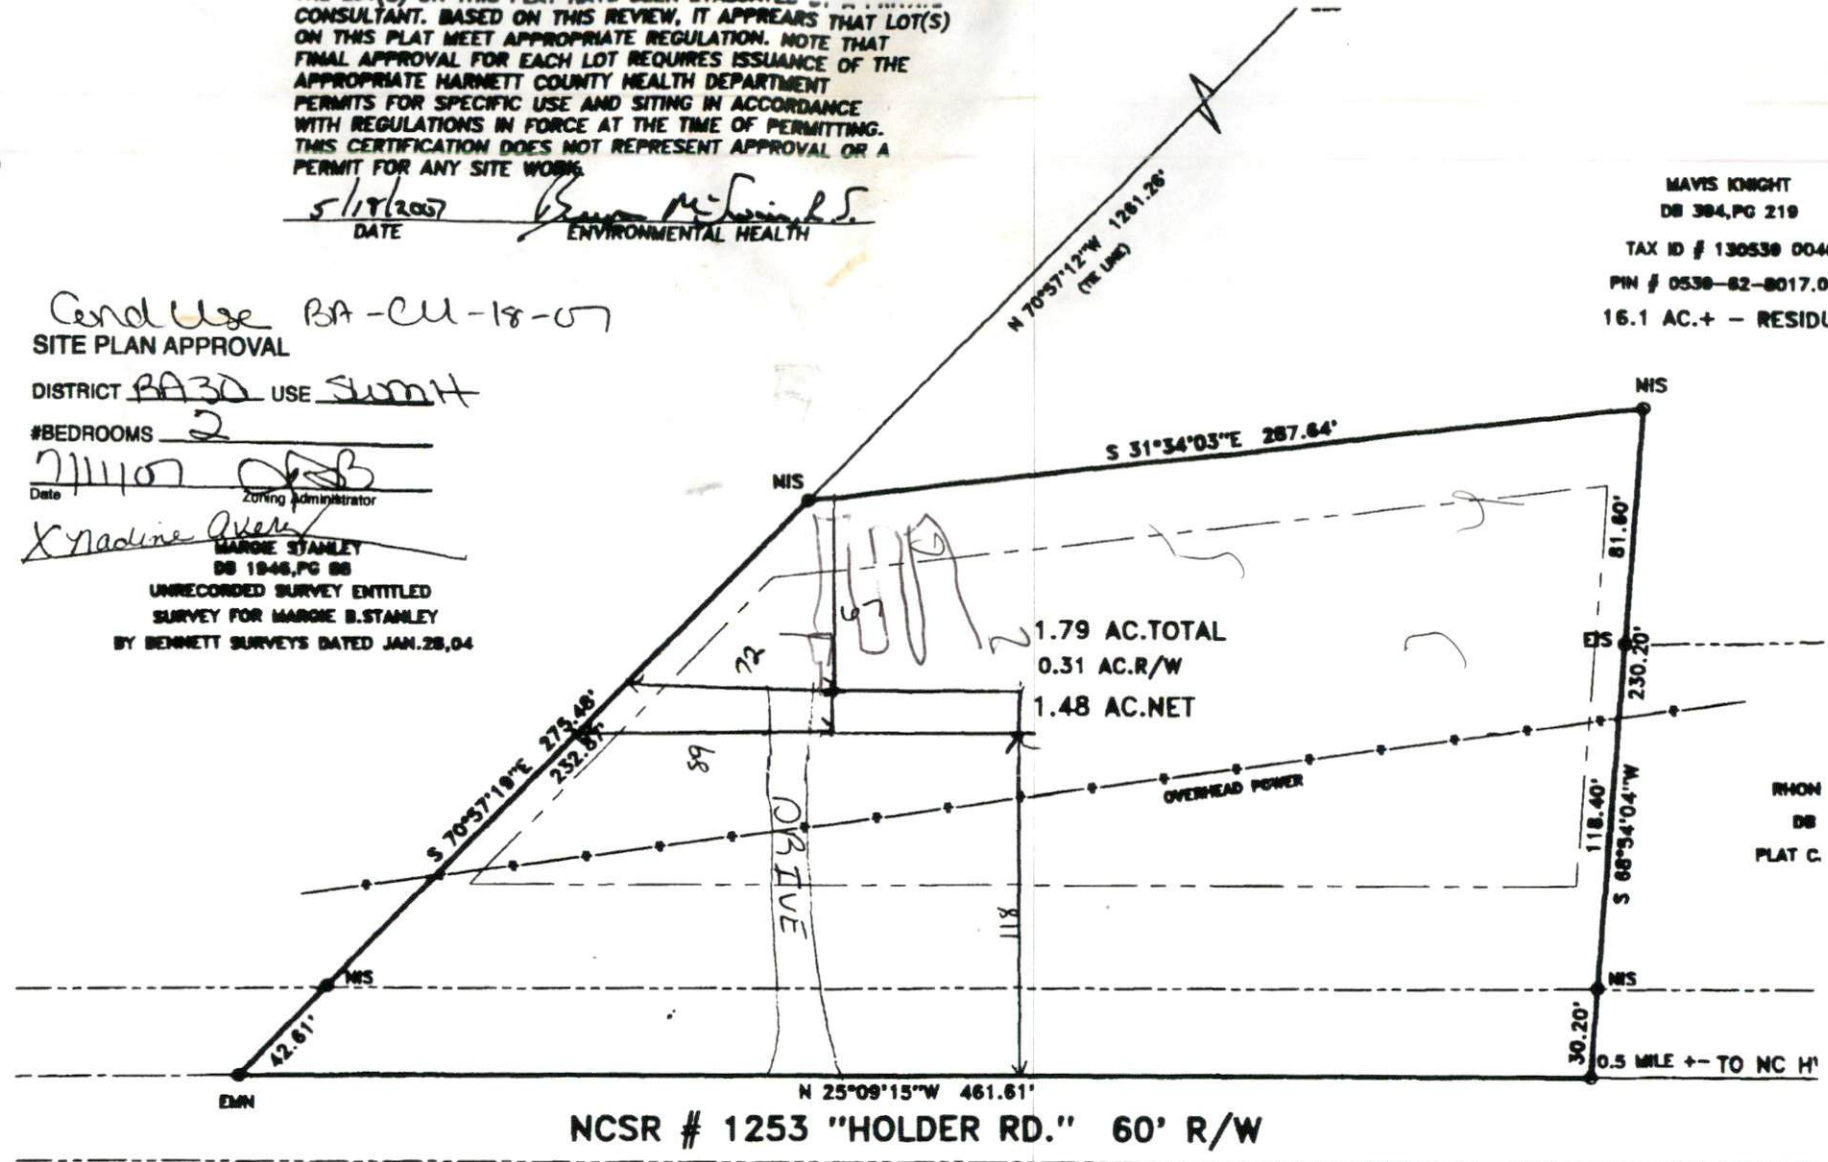 CONSULTANT. BASED ON THIS REVIEW, IT APPREARS THAT LOT(S)
ON THIS PLAT MEET APPROPRIATE REGULATION. NOTE THAT
FINAL APPROVAL FOR EACH LOT REQUIRES ISSUANCE OF THE
APPROPRIATE HARNETT COUNTY HEALTH DEPARTMENT
PERMITS FOR SPECIFIC USE AND SITING IN ACCORDANCE
WITH REGULATIONS IN FORCE AT THE TIME OF PERMITTING.
THIS CERTIFICATION DOES NOT REPRESENT APPROVAL OR A
PERMIT FOR ANY SITE WORK.
5/18/2007
DATE ENVIRONMENTAL HEALTH
Cond Use BA-CU-18-07
SITE PLAN APPROVAL
DISTRICT RA30 USE SWMH
#BEDROOMS 2
7/11/07
Date Zoning Administrator
X Nadine Avery
MARGIE STANLEY
DB 1946,PG 86
UNRECORDED SURVEY ENTITLED
SURVEY FOR MARGIE B.STANLEY
BY BENNETT SURVEYS DATED JAN.28,04
N 70°57'12"W 1261.26'
(TIE LINE)
MAVIS KNIGHT
DB 394,PG 219
TAX ID # 130539 004
PIN # 0539-62-8017.0
16.1 AC.+ - RESIDU
NIS
S 31°34'03"E 267.64'
NIS
81.60'
EIS
230.20'
118.40'
S 68°54'04"W
NIS
30.20'
1.79 AC.TOTAL
0.31 AC.R/W
1.48 AC.NET
67
72
89
118
DRIVE
OVERHEAD POWER
S 70°57'19"E 275.48'
232.87'
NIS
42.61'
EMN
RHON
DB
PLAT C.
0.5 MILE +- TO NC H
N 25°09'15"W 461.61'
NCSR # 1253 "HOLDER RD." 60' R/W